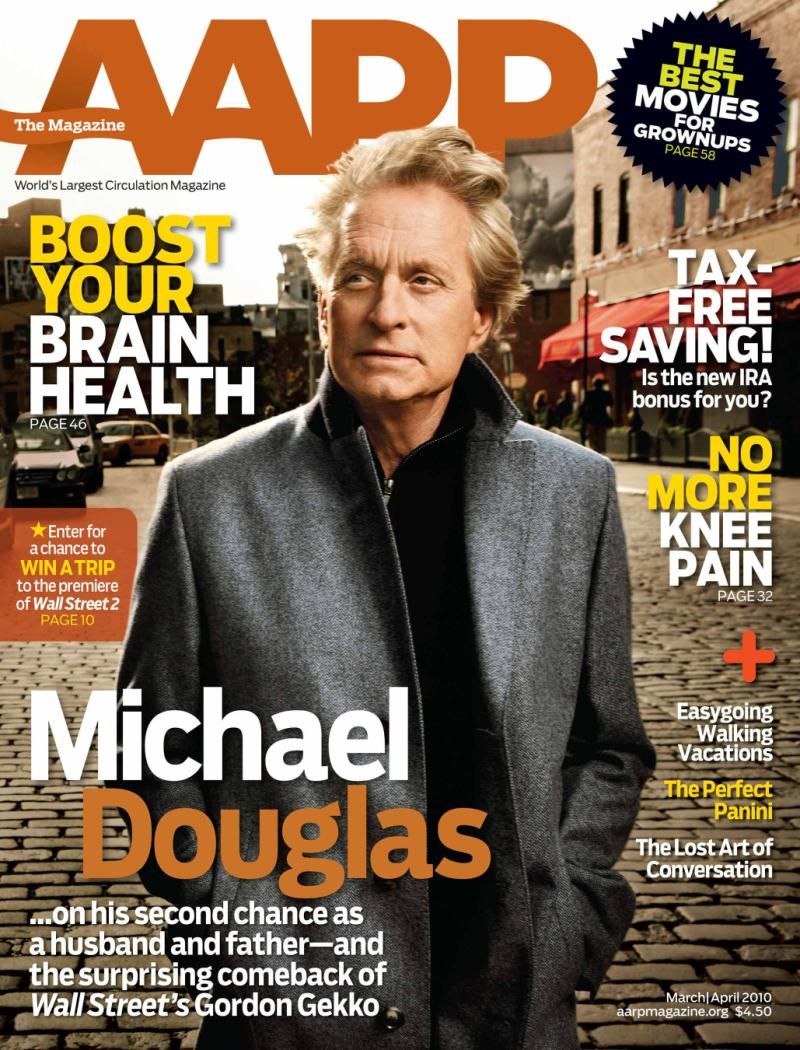 AARP
The Magazine
World's Largest Circulation Magazine
THE
BEST
MOVIES
FOR
GROWNUPS
PAGE 58
BOOST
YOUR
BRAIN
HEALTH
PAGE 46
TAX-
FREE
SAVING!
Is the new IRA
bonus for you?
NO
MORE
KNEE
PAIN
PAGE 32
★Enter for
a chance to
WIN A TRIP
to the premiere
of Wall Street 2
PAGE 10
+
Easygoing
Walking
Vacations
The Perfect
Panini
The Lost Art of
Conversation
Michael
Douglas
...on his second chance as
a husband and father—and
the surprising comeback of
Wall Street's Gordon Gekko
March|April 2010
aarpmagazine.org $4.50